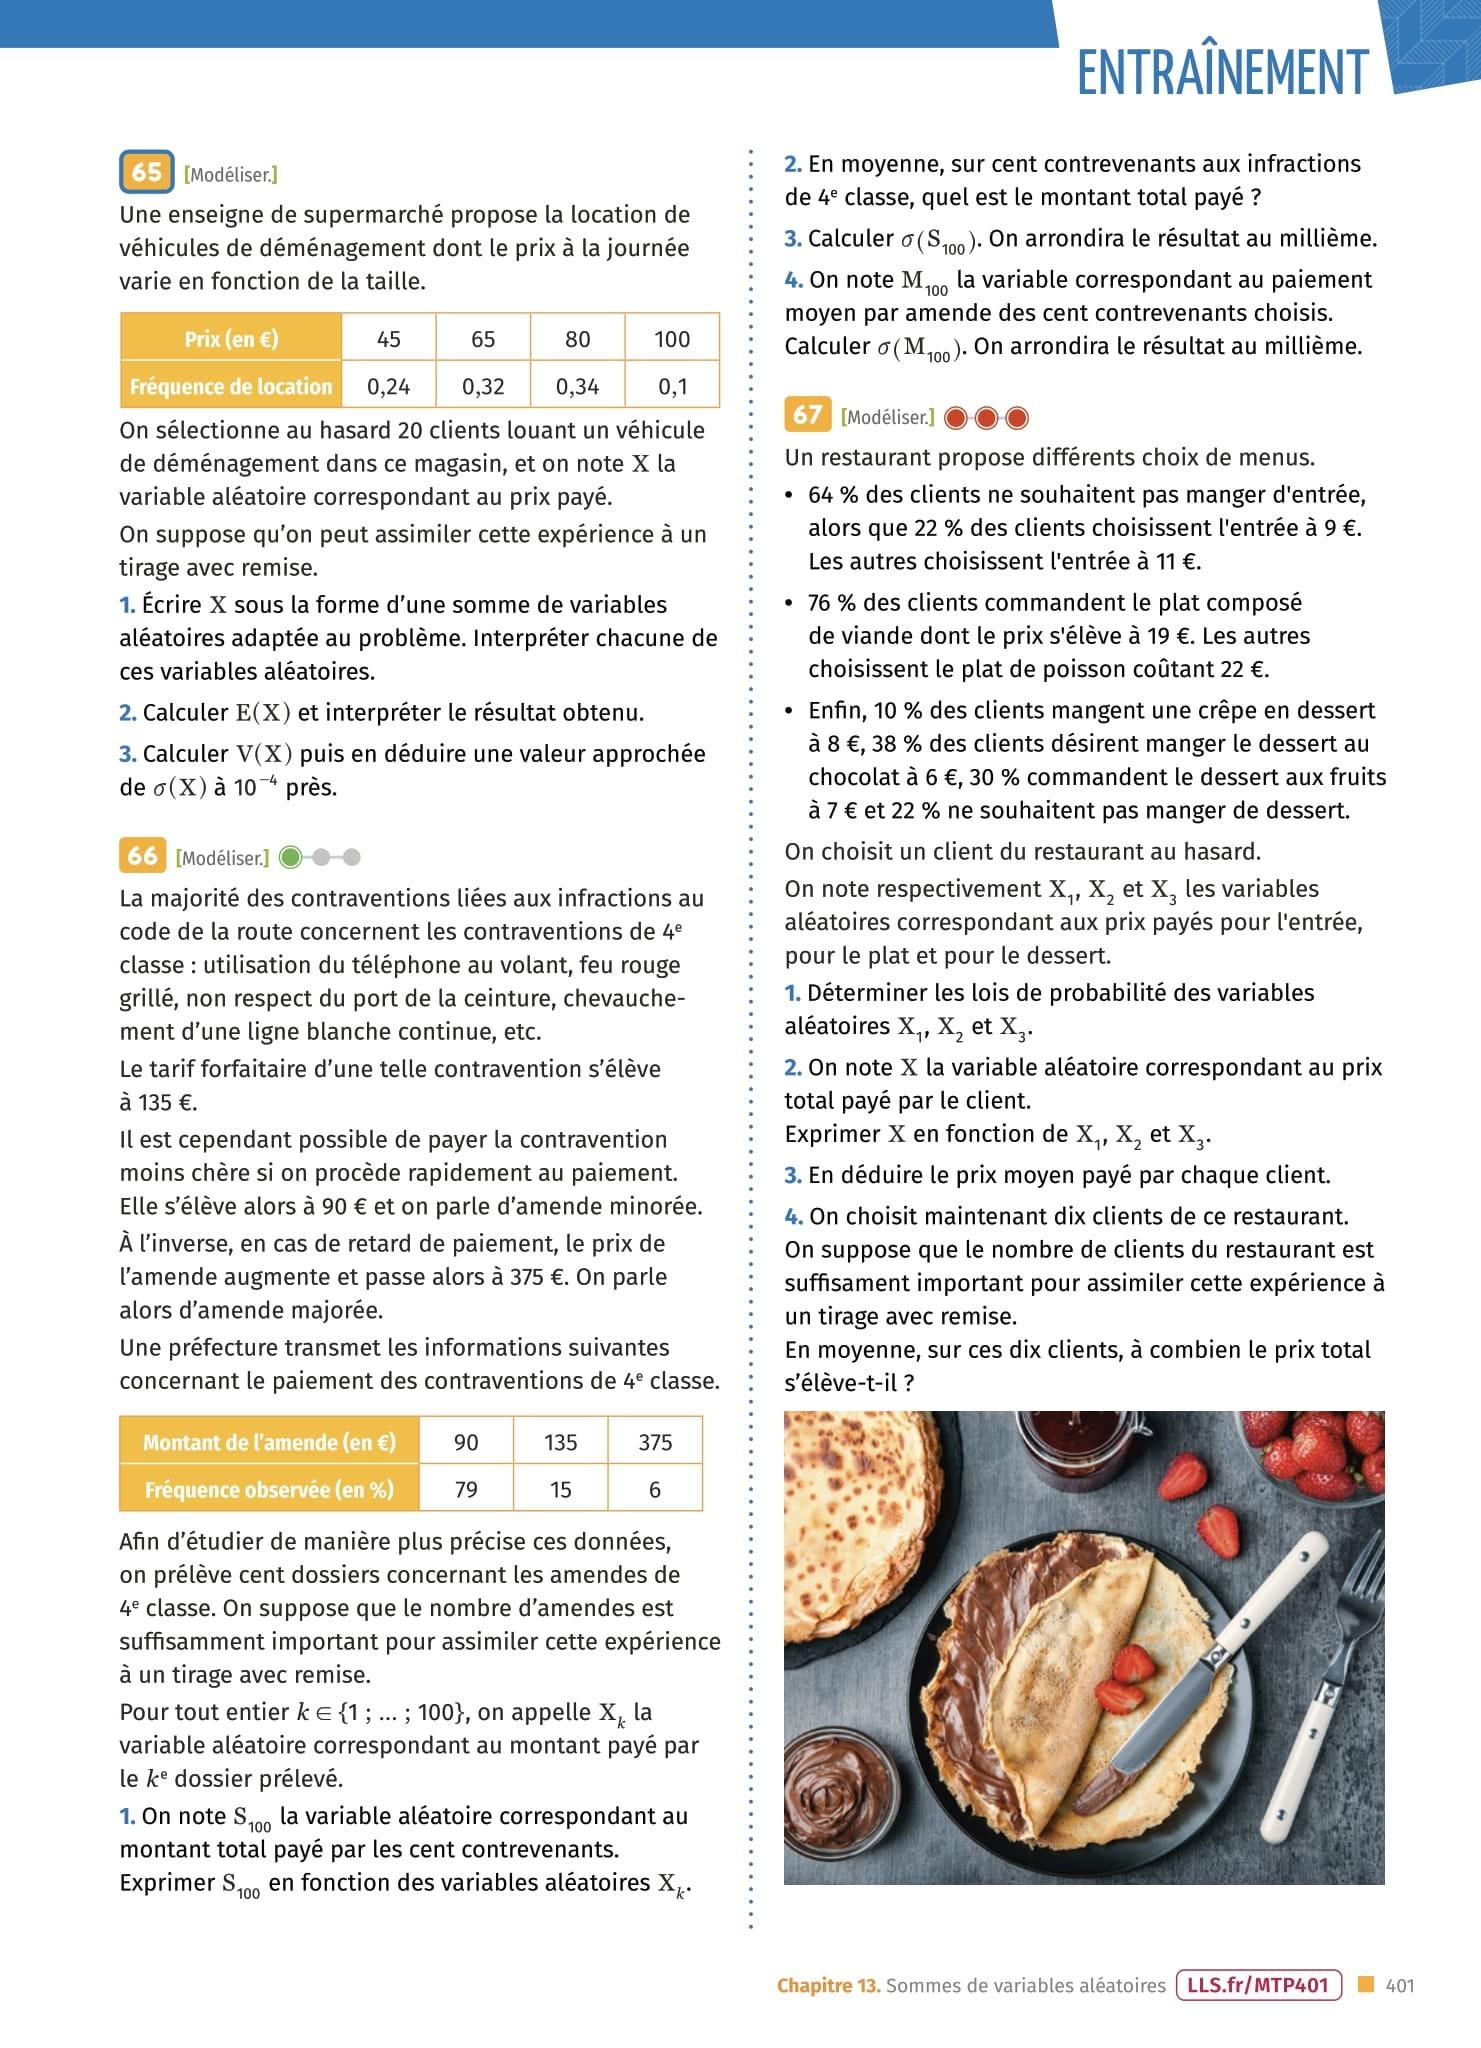 ENTRAÎNEMENT
65 [Modéliser.]
Une enseigne de supermarché propose la location de
véhicules de déménagement dont le prix à la journée
varie en fonction de la taille.
Prix (en €) 45 65 80 100
Fréquence de location 0,24 0,32 0,34 0,1
On sélectionne au hasard 20 clients louant un véhicule
de déménagement dans ce magasin, et on note X la
variable aléatoire correspondant au prix payé.
On suppose qu’on peut assimiler cette expérience à un
tirage avec remise.
1. Écrire X sous la forme d’une somme de variables
aléatoires adaptée au problème. Interpréter chacune de
ces variables aléatoires.
2. Calculer E(X) et interpréter le résultat obtenu.
3. Calculer V(X) puis en déduire une valeur approchée
de σ(X) à 10⁻⁴ près.
66 [Modéliser.]
La majorité des contraventions liées aux infractions au
code de la route concernent les contraventions de 4ᵉ
classe : utilisation du téléphone au volant, feu rouge
grillé, non respect du port de la ceinture, chevauche-
ment d’une ligne blanche continue, etc.
Le tarif forfaitaire d’une telle contravention s’élève
à 135 €.
Il est cependant possible de payer la contravention
moins chère si on procède rapidement au paiement.
Elle s’élève alors à 90 € et on parle d’amende minorée.
À l’inverse, en cas de retard de paiement, le prix de
l’amende augmente et passe alors à 375 €. On parle
alors d’amende majorée.
Une préfecture transmet les informations suivantes
concernant le paiement des contraventions de 4ᵉ classe.
Montant de l’amende (en €) 90 135 375
Fréquence observée (en %) 79 15 6
Afin d’étudier de manière plus précise ces données,
on prélève cent dossiers concernant les amendes de
4ᵉ classe. On suppose que le nombre d’amendes est
suffisamment important pour assimiler cette expérience
à un tirage avec remise.
Pour tout entier k ∈ {1 ; … ; 100}, on appelle Xₖ la
variable aléatoire correspondant au montant payé par
le kᵉ dossier prélevé.
1. On note S₁₀₀ la variable aléatoire correspondant au
montant total payé par les cent contrevenants.
Exprimer S₁₀₀ en fonction des variables aléatoires Xₖ.
2. En moyenne, sur cent contrevenants aux infractions
de 4ᵉ classe, quel est le montant total payé ?
3. Calculer σ(S₁₀₀). On arrondira le résultat au millième.
4. On note M₁₀₀ la variable correspondant au paiement
moyen par amende des cent contrevenants choisis.
Calculer σ(M₁₀₀). On arrondira le résultat au millième.
67 [Modéliser.]
Un restaurant propose différents choix de menus.
• 64 % des clients ne souhaitent pas manger d'entrée,
alors que 22 % des clients choisissent l'entrée à 9 €.
Les autres choisissent l'entrée à 11 €.
• 76 % des clients commandent le plat composé
de viande dont le prix s'élève à 19 €. Les autres
choisissent le plat de poisson coûtant 22 €.
• Enfin, 10 % des clients mangent une crêpe en dessert
à 8 €, 38 % des clients désirent manger le dessert au
chocolat à 6 €, 30 % commandent le dessert aux fruits
à 7 € et 22 % ne souhaitent pas manger de dessert.
On choisit un client du restaurant au hasard.
On note respectivement X₁, X₂ et X₃ les variables
aléatoires correspondant aux prix payés pour l'entrée,
pour le plat et pour le dessert.
1. Déterminer les lois de probabilité des variables
aléatoires X₁, X₂ et X₃.
2. On note X la variable aléatoire correspondant au prix
total payé par le client.
Exprimer X en fonction de X₁, X₂ et X₃.
3. En déduire le prix moyen payé par chaque client.
4. On choisit maintenant dix clients de ce restaurant.
On suppose que le nombre de clients du restaurant est
suffisament important pour assimiler cette expérience à
un tirage avec remise.
En moyenne, sur ces dix clients, à combien le prix total
s’élève-t-il ?
Chapitre 13. Sommes de variables aléatoires LLS.fr/MTP401 401